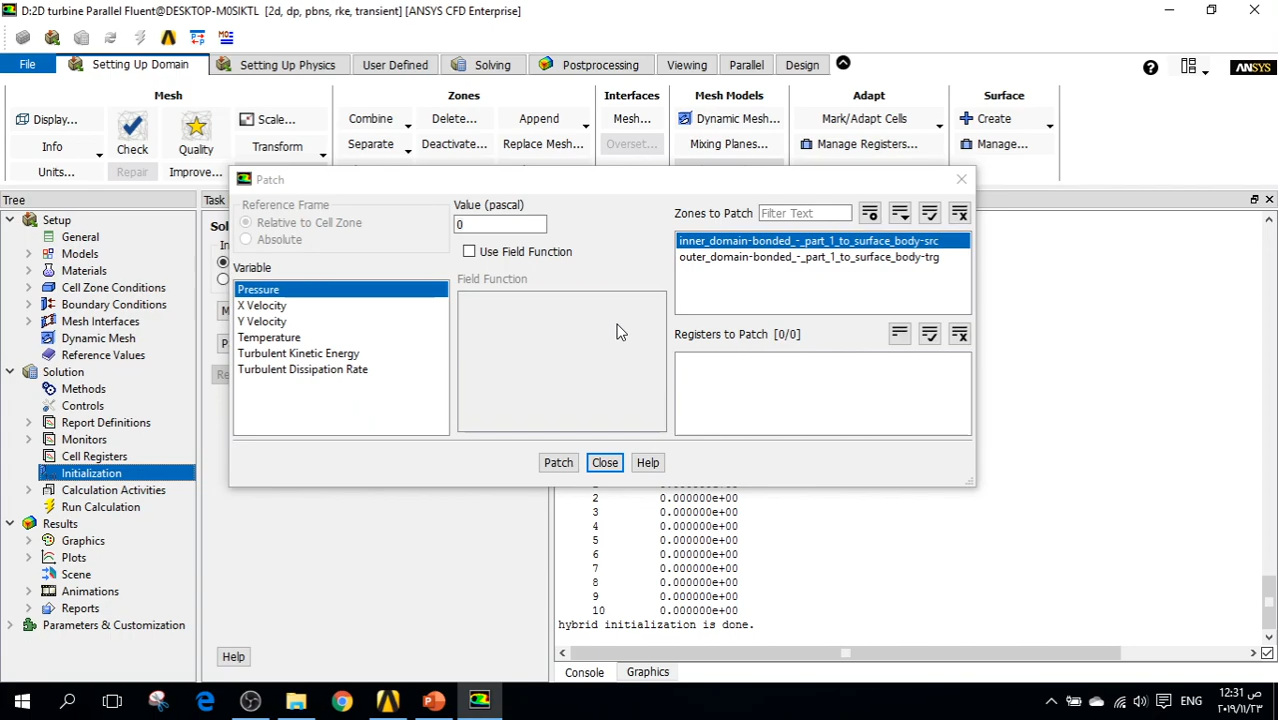 D:2D turbine Parallel Fluent@DESKTOP-M0SIKTL [2d, dp, pbns, rke, transient] [ANSYS CFD Enterprise]
File
Setting Up Domain
Setting Up Physics
User Defined
Solving
Postprocessing
Viewing
Parallel
Design
ANSYS
Mesh
Zones
Interfaces
Mesh Models
Adapt
Surface
Display...
Scale...
Combine
Delete...
Append
Mesh...
Dynamic Mesh...
Mark/Adapt Cells
Create
Info
Check
Quality
Transform
Separate
Deactivate...
Replace Mesh...
Overset...
Mixing Planes...
Manage Registers...
Manage...
Units...
Repair
Improve...
Tree
Task
Setup
General
Models
Materials
Cell Zone Conditions
Boundary Conditions
Mesh Interfaces
Dynamic Mesh
Reference Values
Solution
Methods
Controls
Report Definitions
Monitors
Cell Registers
Initialization
Calculation Activities
Run Calculation
Results
Graphics
Plots
Scene
Animations
Reports
Parameters & Customization
Sol
In
M
P
Re
Help
Patch
Reference Frame
Relative to Cell Zone
Absolute
Variable
Pressure
X Velocity
Y Velocity
Temperature
Turbulent Kinetic Energy
Turbulent Dissipation Rate
Value (pascal)
0
Use Field Function
Field Function
Zones to Patch
Filter Text
inner_domain-bonded_-_part_1_to_surface_body-src
outer_domain-bonded_-_part_1_to_surface_body-trg
Registers to Patch [0/0]
Patch
Close
Help
2 0.000000e+00
3 0.000000e+00
4 0.000000e+00
5 0.000000e+00
6 0.000000e+00
7 0.000000e+00
8 0.000000e+00
9 0.000000e+00
10 0.000000e+00
hybrid initialization is done.
Console
Graphics
ENG
12:31 ص
٢٠١٩/١١/٢٣